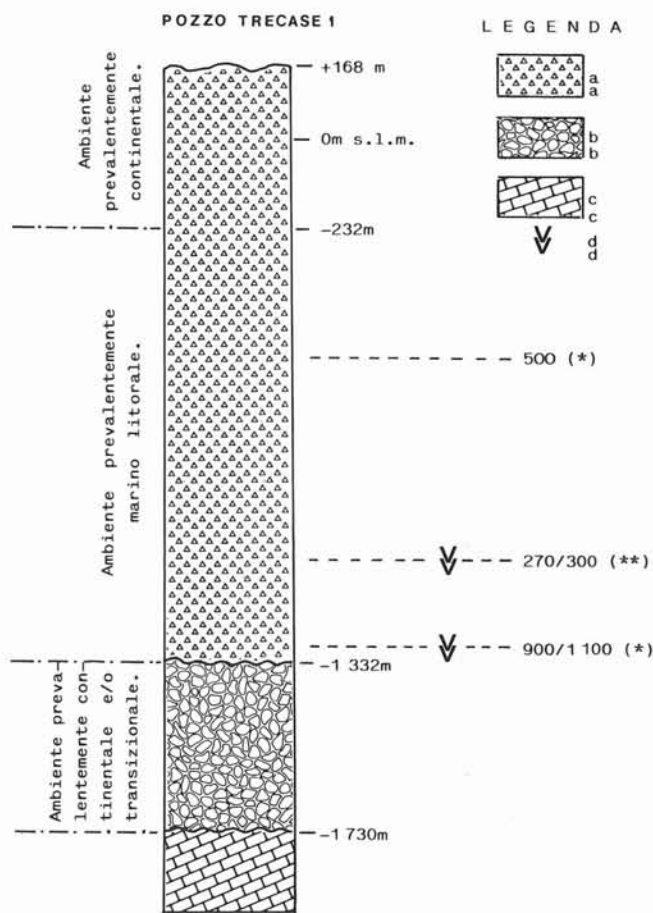 POZZO TRECASE 1
LEGENDA
+168 m
a
a
Ambiente
prevalentemente
continentale.
0m s.l.m.
b
b
c
c
-232m
d
d
Ambiente prevalentemente
marino litorale.
500 (*)
270/300 (**)
900/1 100 (*)
-1 332m
Ambiente preva-
lentemente con-
tinentale e/o
transizionale.
-1 730m